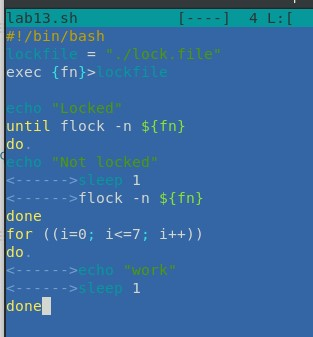 lab13.sh [----] 4 L:[
#!/bin/bash
lockfile = "./lock.file"
exec {fn}>lockfile
echo "Locked"
until flock -n ${fn}
do.
echo "Not locked"
<------>sleep 1
<------>flock -n ${fn}
done
for ((i=0; i<=7; i++))
do.
<------>echo "work"
<------>sleep 1
done